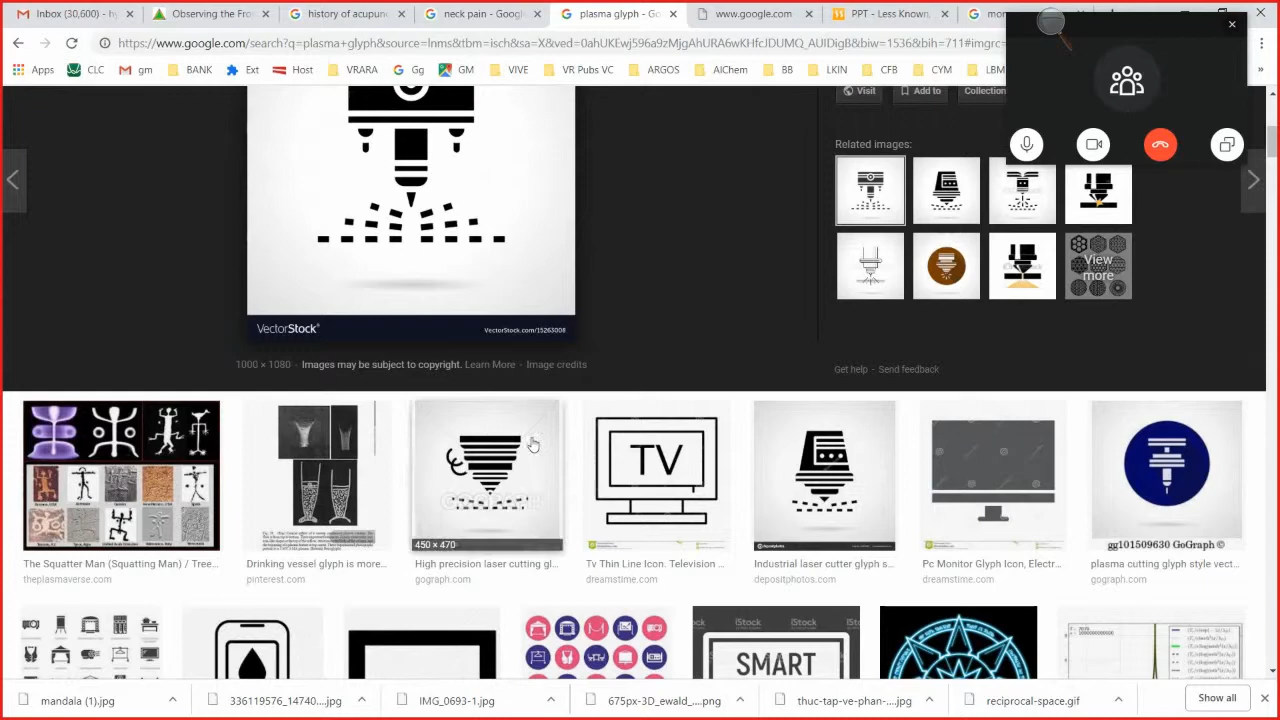 Inbox (30,600) - b
Observing the Fro
history of acupun
neck pain - Googl
plasma glyph - Go
www.google.com
PPT - Less Known,
mor
https://www.google.com/search?q=plasma+glyph&source=lnms&tbm=isch&sa=X&ved=0ahUKEwj596a9zMjgAhURA6wKHfcJDUMQ_AUIDigB&biw=1536&bih=711#imgrc=
Apps
CLC
gm
BANK
Ext
Host
VRARA
Gg
GM
VIVE
VR Pubs VC
ARGOS
AIChem
BB
LKIN
CFB
CYM
LBM
»
Visit
Add to
Collection
Related images:
View more
VectorStock®
VectorStock.com/15263008
1000 × 1080 · Images may be subject to copyright. Learn More · Image credits
Get help · Send feedback
TV
450 × 470
depositphotos
gg101509630 GoGraph ©
The Squatter Man (Squatting Man) / Tree...
Drinking vessel glyph is more...
High precision laser cutting gl...
Tv Thin Line Icon. Television ...
Industrial laser cutter glyph s...
Pc Monitor Glyph Icon, Electr...
plasma cutting glyph style vect...
theplasmaverse.com
pinterest.com
gograph.com
dreamstime.com
depositphotos.com
dreamstime.com
gograph.com
iStock
iStock
SMART
mandala (1).jpg
336119576_14740....jpg
IMG_0693-1.jpg
675px-3D_ewald_....png
thuc-tap-ve-phan-....jpg
reciprocal-space.gif
Show all